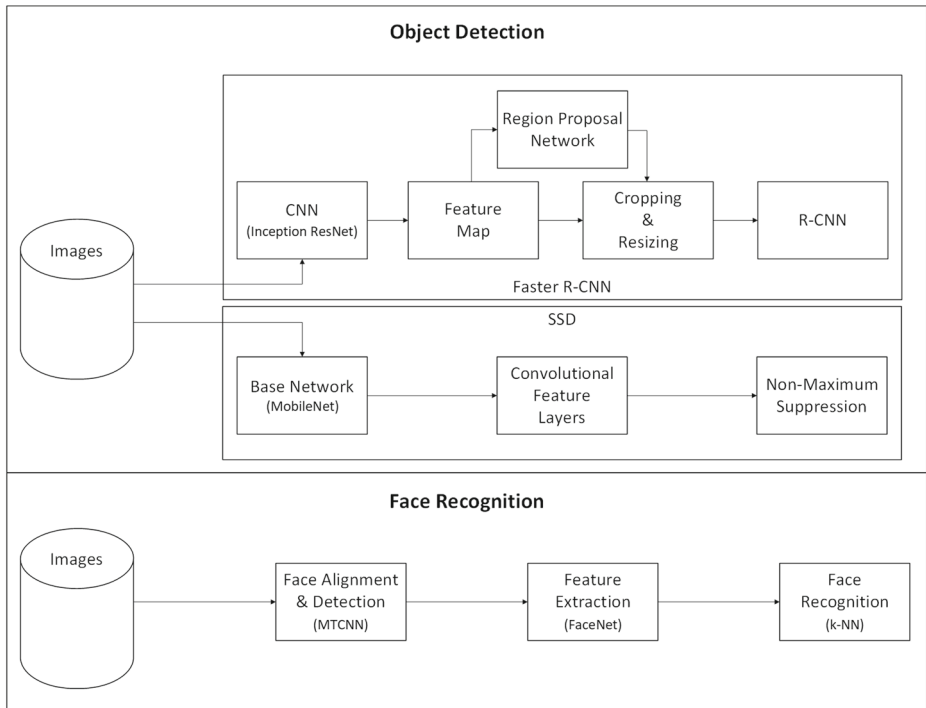 Object Detection
Region Proposal
Network
CNN
(Inception ResNet)
Feature
Map
Cropping
&
Resizing
R-CNN
Images
Faster R-CNN
SSD
Base Network
(MobileNet)
Convolutional
Feature
Layers
Non-Maximum
Suppression
Face Recognition
Images
Face Alignment
& Detection
(MTCNN)
Feature
Extraction
(FaceNet)
Face
Recognition
(k-NN)